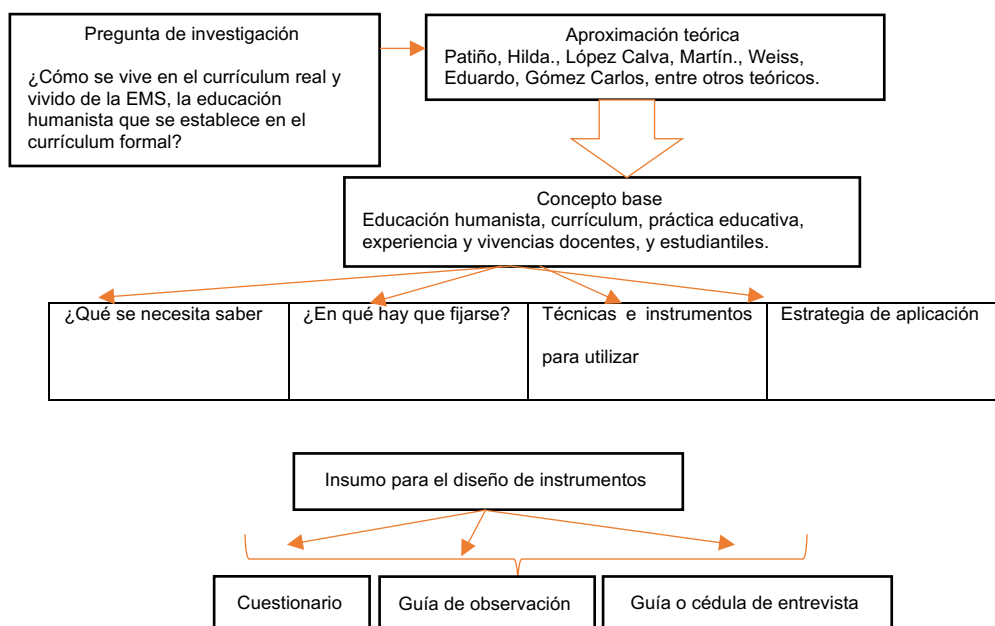 Pregunta de investigación
¿Cómo se vive en el currículum real y
vivido de la EMS, la educación
humanista que se establece en el
currículum formal?
Aproximación teórica
Patiño, Hilda., López Calva, Martín., Weiss,
Eduardo, Gómez Carlos, entre otros teóricos.
Concepto base
Educación humanista, currículum, práctica educativa,
experiencia y vivencias docentes, y estudiantiles.
¿Qué se necesita saber
¿En qué hay que fijarse?
Técnicas e instrumentos
para utilizar
Estrategia de aplicación
Insumo para el diseño de instrumentos
Cuestionario
Guía de observación
Guía o cédula de entrevista